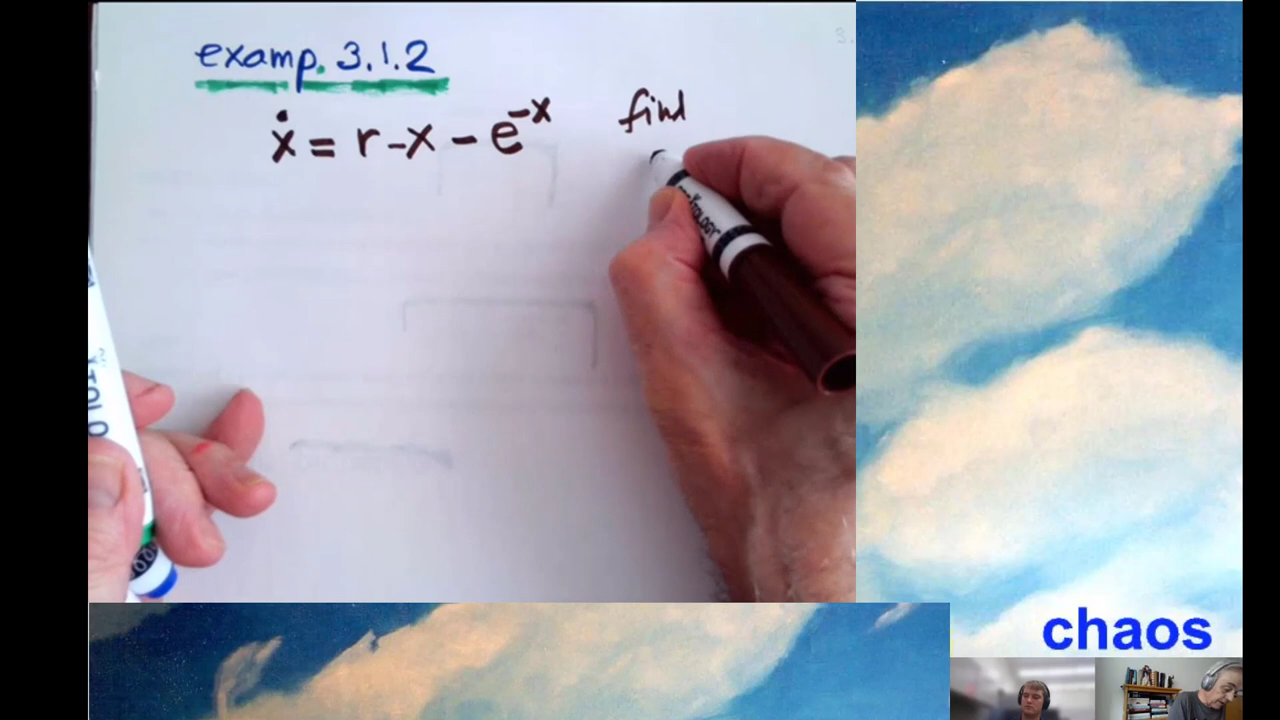 examp. 3.1.2
ẋ = r - x - e^{-x} find
chaos